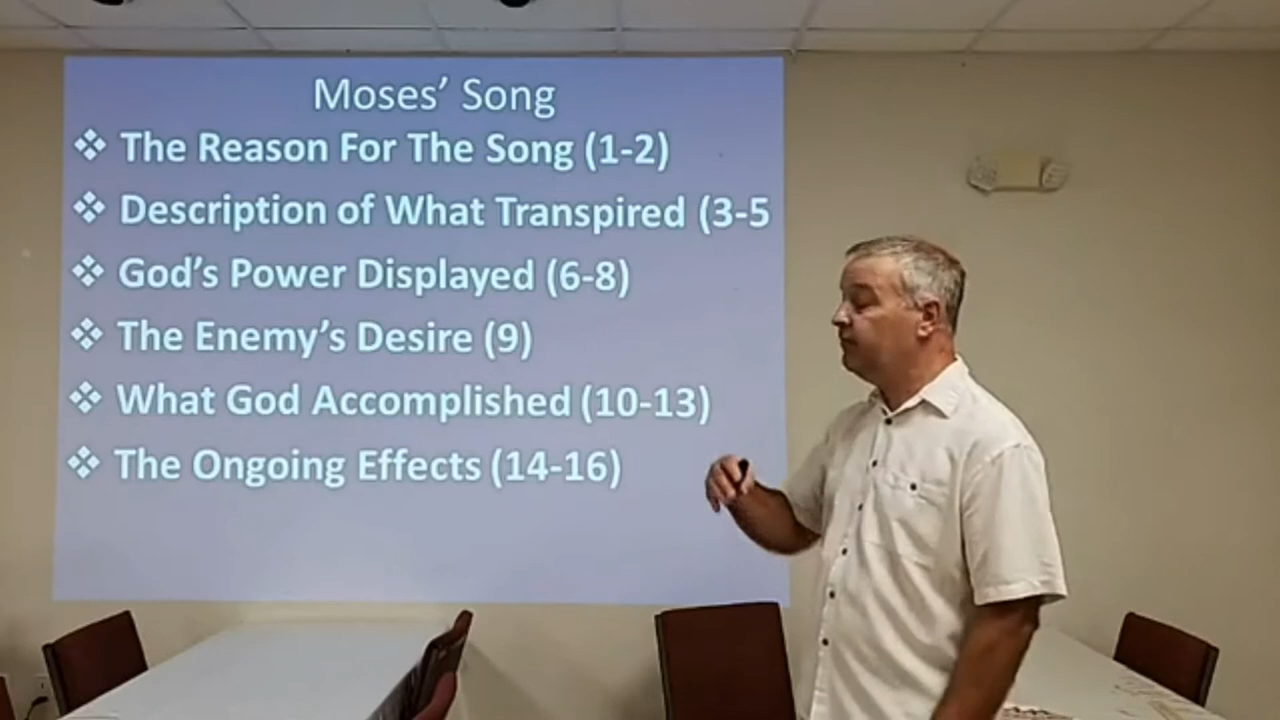 Moses’ Song
❖ The Reason For The Song (1-2)
❖ Description of What Transpired (3-5
❖ God’s Power Displayed (6-8)
❖ The Enemy’s Desire (9)
❖ What God Accomplished (10-13)
❖ The Ongoing Effects (14-16)